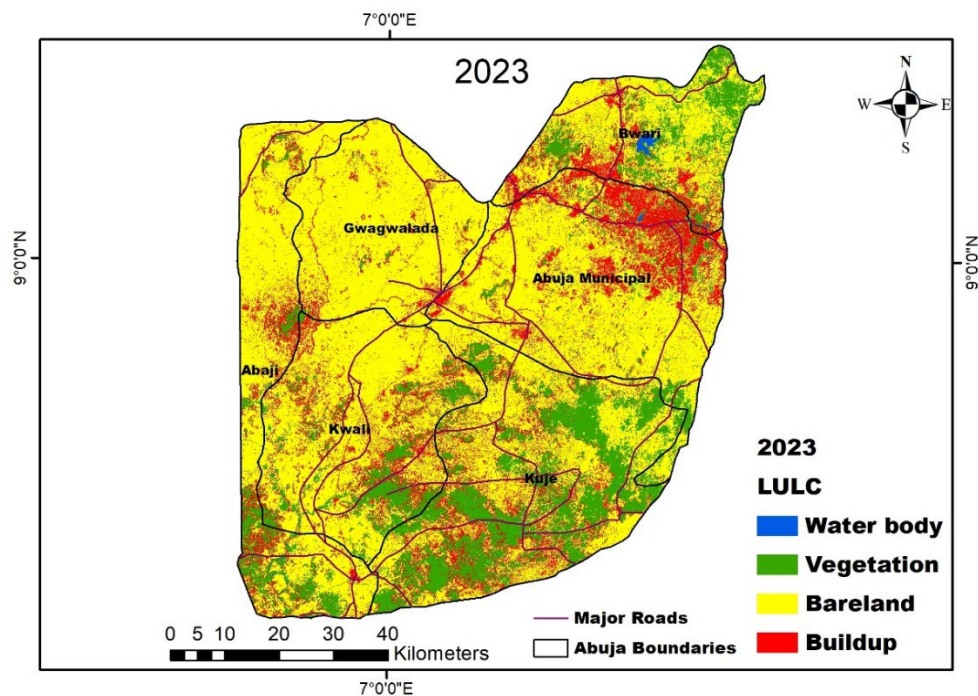 7°0'0"E
2023
N
W E
S
Bwari
Gwagwalada
9°0'0"N
9°0'0"N
Abuja Municipal
Abaji
Kwali
Kuje
2023
LULC
Water body
Vegetation
Bareland
Buildup
Major Roads
Abuja Boundaries
0 5 10 20 30 40
Kilometers
7°0'0"E